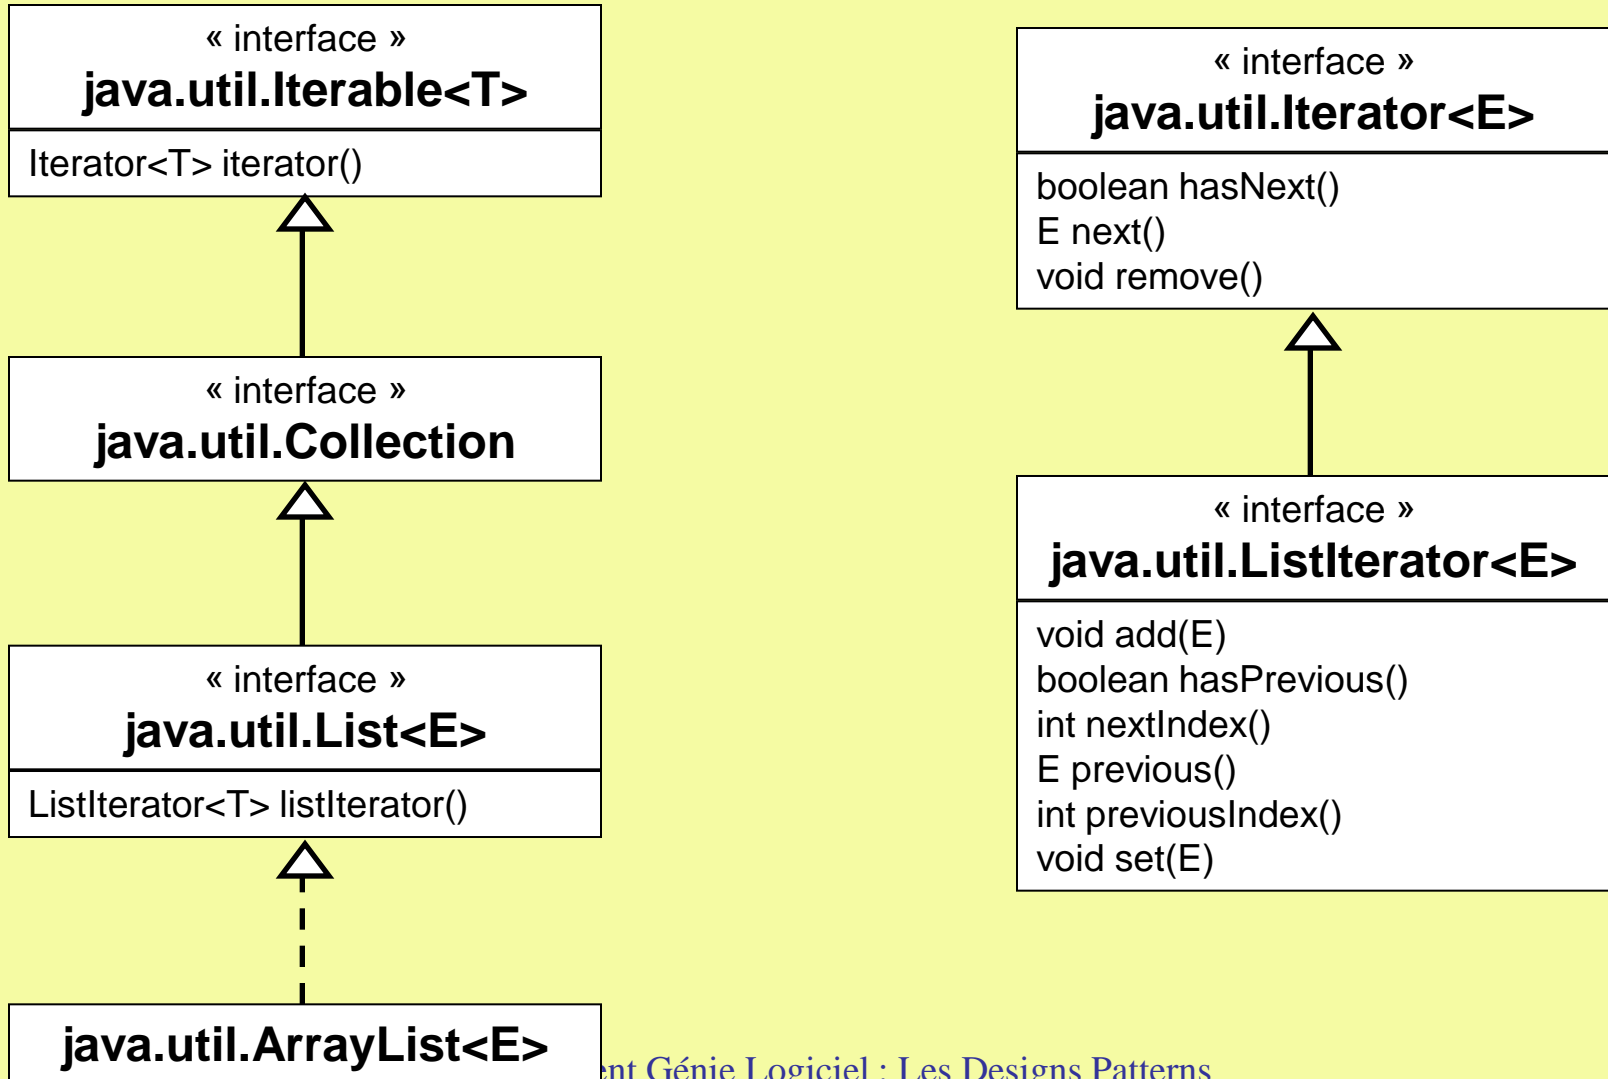 « interface »
java.util.Iterable<T>
Iterator<T> iterator()
« interface »
java.util.Collection
« interface »
java.util.List<E>
ListIterator<T> listIterator()
java.util.ArrayList<E>
« interface »
java.util.Iterator<E>
boolean hasNext()
E next()
void remove()
« interface »
java.util.ListIterator<E>
void add(E)
boolean hasPrevious()
int nextIndex()
E previous()
int previousIndex()
void set(E)
Génie Logiciel : Les Designs Patterns